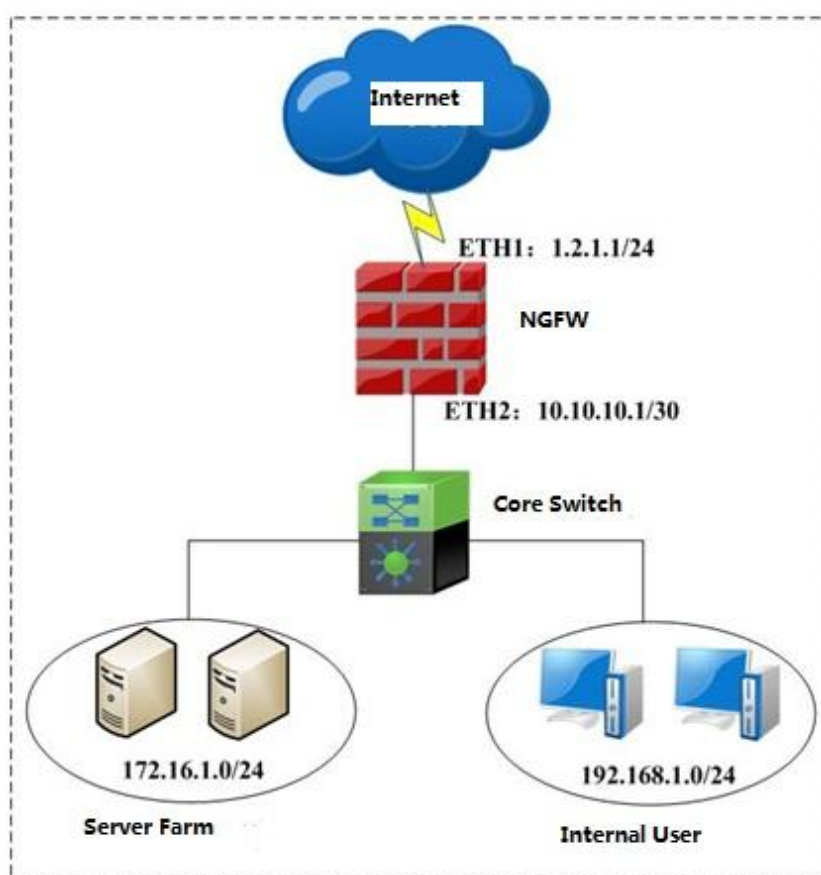 Internet
ETH1：1.2.1.1/24
NGFW
ETH2：10.10.10.1/30
Core Switch
172.16.1.0/24
192.168.1.0/24
Server Farm
Internal User